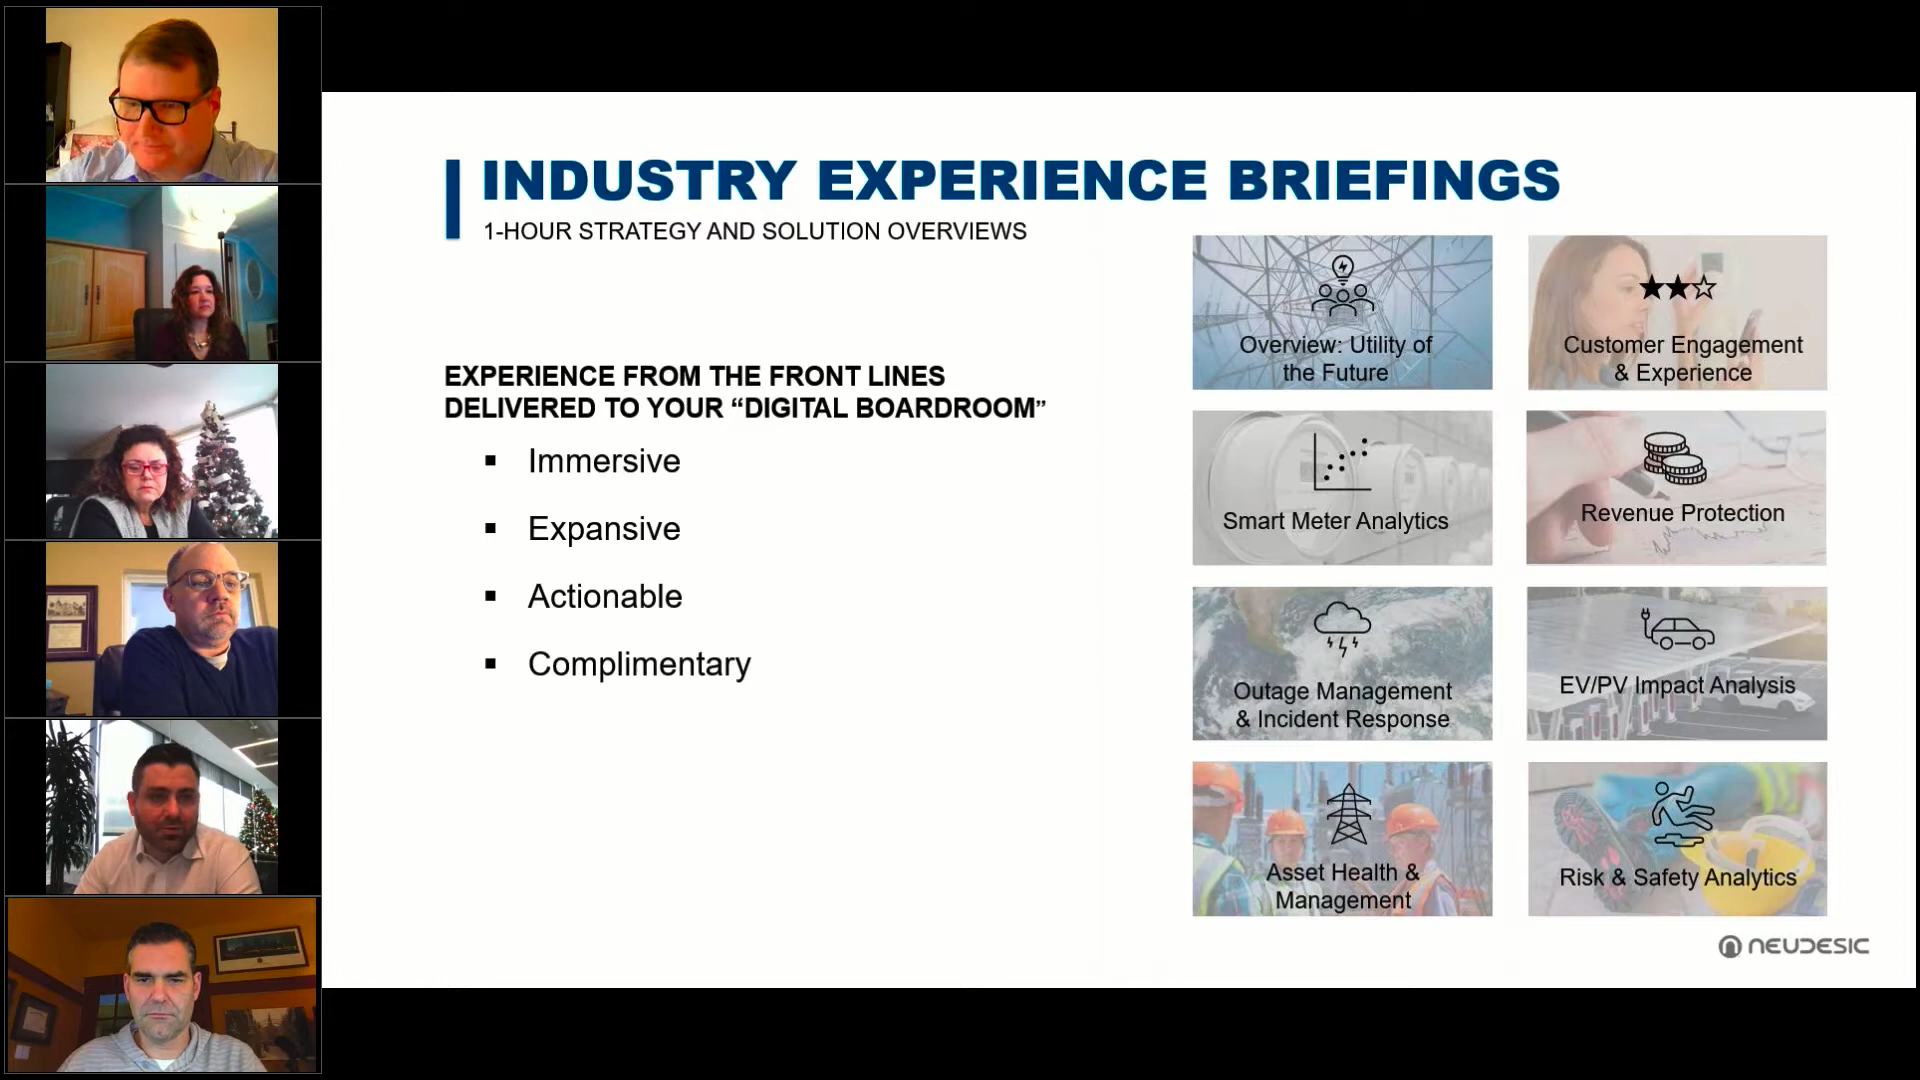 INDUSTRY EXPERIENCE BRIEFINGS
1-HOUR STRATEGY AND SOLUTION OVERVIEWS
EXPERIENCE FROM THE FRONT LINES
DELIVERED TO YOUR “DIGITAL BOARDROOM”
▪ Immersive
▪ Expansive
▪ Actionable
▪ Complimentary
Overview: Utility of
the Future
Customer Engagement
& Experience
Smart Meter Analytics
Revenue Protection
Outage Management
& Incident Response
EV/PV Impact Analysis
Asset Health &
Management
Risk & Safety Analytics
NEUDESIC